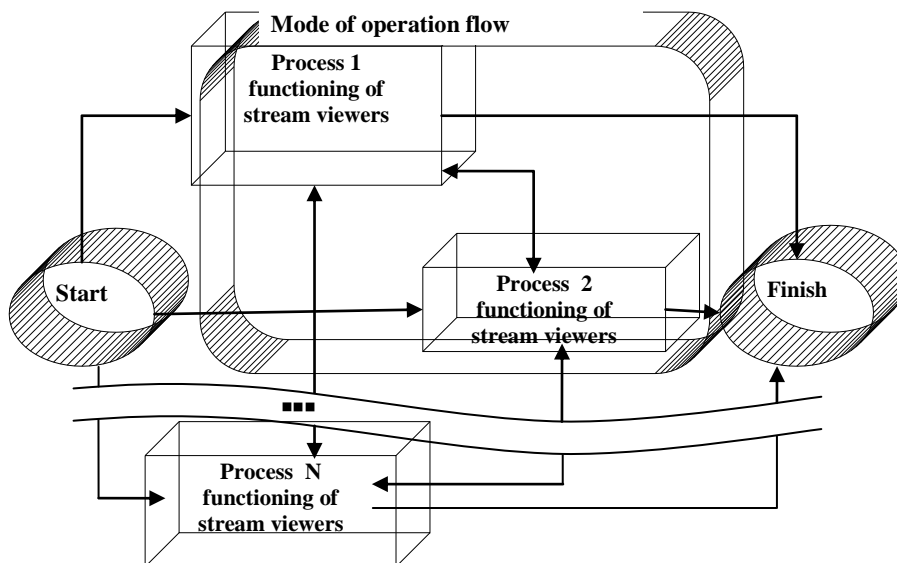 Mode of operation flow
Process 1
functioning of
stream viewers
Start
Process 2
functioning of
stream viewers
Finish
Process N
functioning of
stream viewers